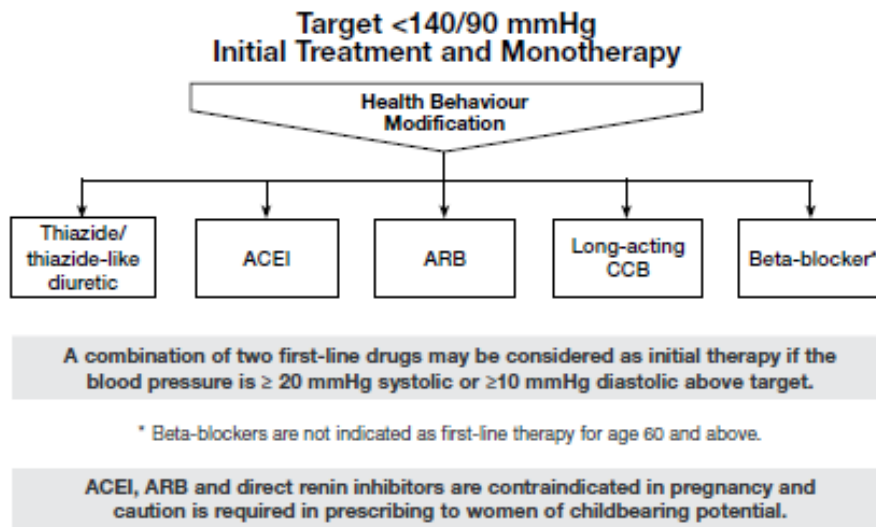 Target <140/90 mmHg
Initial Treatment and Monotherapy
Health Behaviour
Modification
Thiazide/
thiazide-like
diuretic
ACEI
ARB
Long-acting
CCB
Beta-blocker*
A combination of two first-line drugs may be considered as initial therapy if the
blood pressure is ≥ 20 mmHg systolic or ≥10 mmHg diastolic above target.
* Beta-blockers are not indicated as first-line therapy for age 60 and above.
ACEI, ARB and direct renin inhibitors are contraindicated in pregnancy and
caution is required in prescribing to women of childbearing potential.